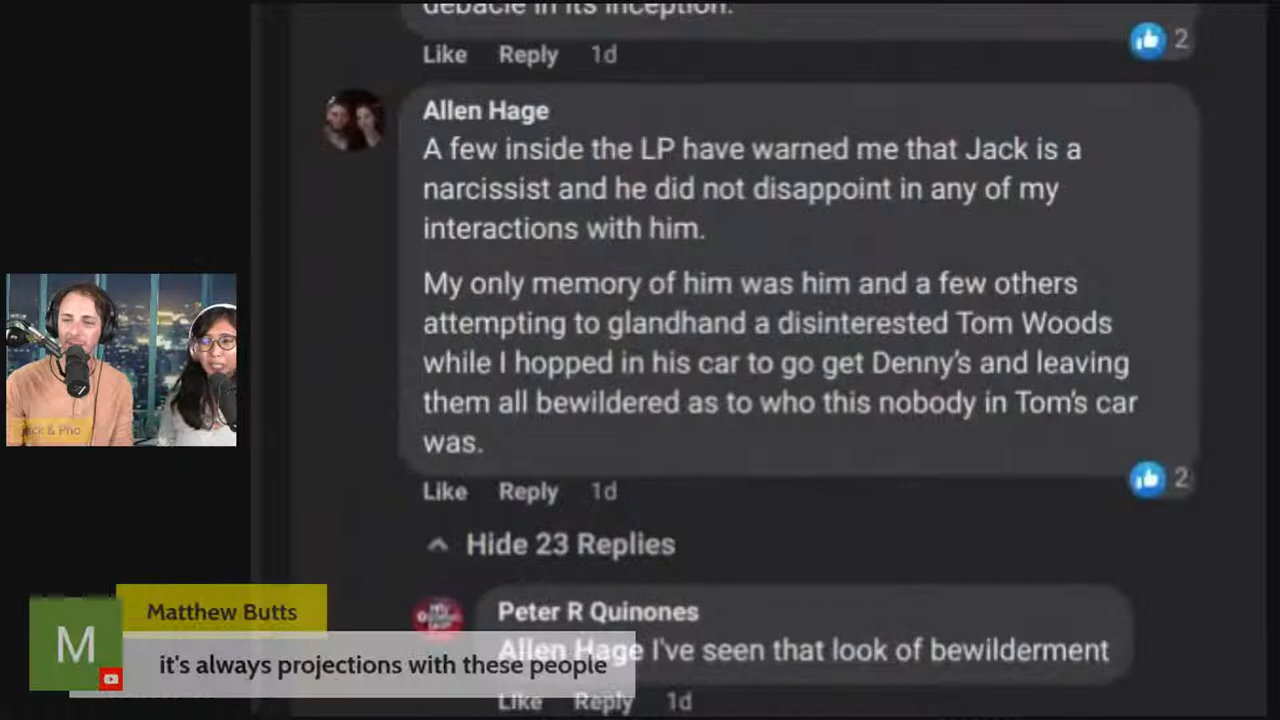 debacle in its inception.
Like Reply 1d
2
Allen Hage
A few inside the LP have warned me that Jack is a
narcissist and he did not disappoint in any of my
interactions with him.
My only memory of him was him and a few others
attempting to glandhand a disinterested Tom Woods
while I hopped in his car to go get Denny's and leaving
them all bewildered as to who this nobody in Tom's car
was.
Like Reply 1d
2
Hide 23 Replies
Peter R Quinones
Allen Hage I've seen that look of bewilderment
Like Reply 1d
& Pho
M
Matthew Butts
it's always projections with these people